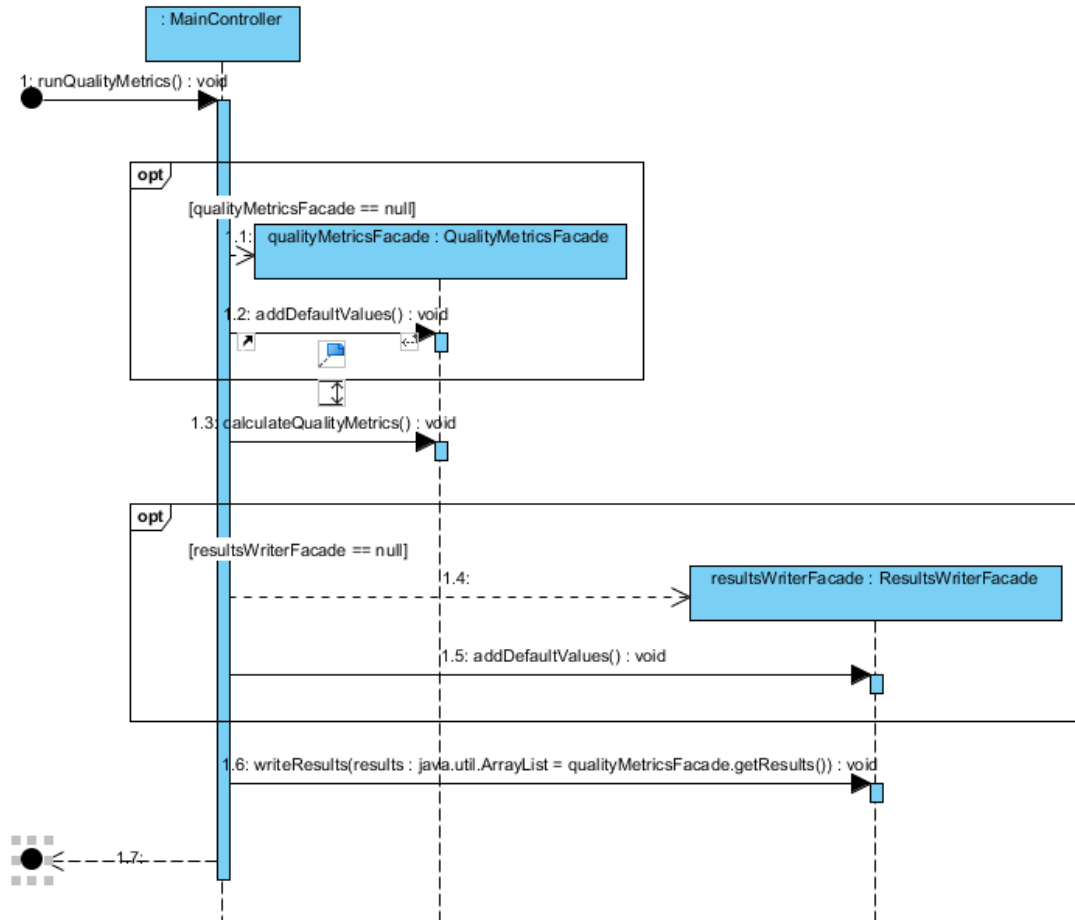 : MainController
1: runQualityMetrics() : void
opt
[qualityMetricsFacade == null]
1.1:
qualityMetricsFacade : QualityMetricsFacade
1.2: addDefaultValues() : void
1.3: calculateQualityMetrics() : void
opt
[resultsWriterFacade == null]
1.4:
resultsWriterFacade : ResultsWriterFacade
1.5: addDefaultValues() : void
1.6: writeResults(results : java.util.ArrayList = qualityMetricsFacade.getResults()) : void
1.7: